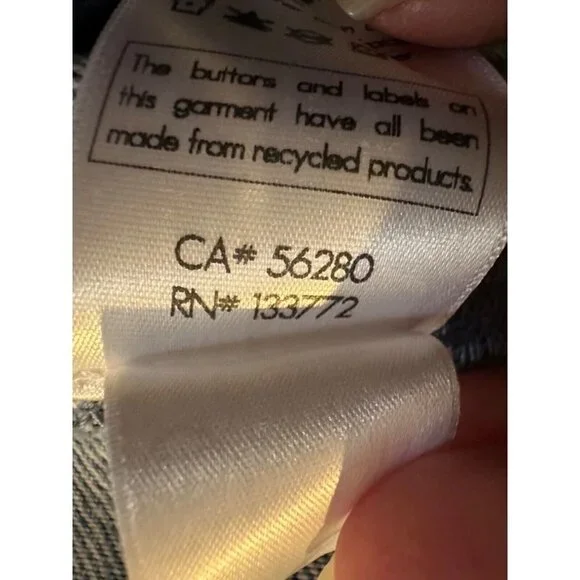 The buttons and labels on
this garment have all been
made from recycled products.
CA# 56280
RN# 133772